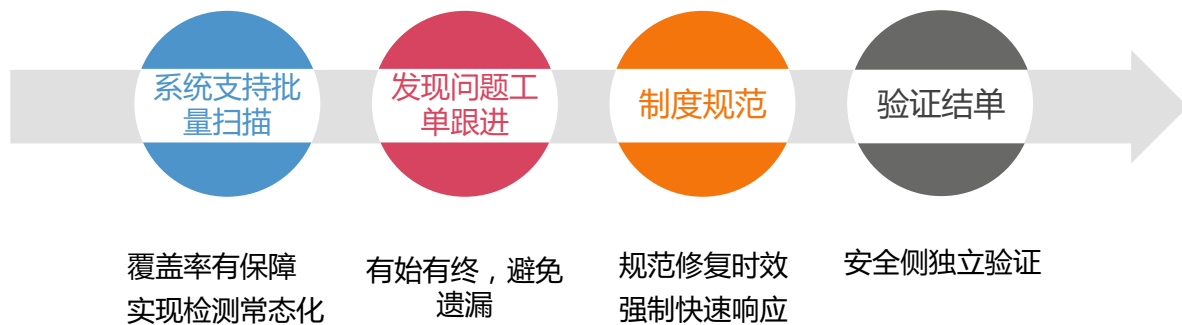 系统支持批
量扫描
发现问题工
单跟进
制度规范
验证结单
覆盖率有保障
实现检测常态化
有始有终，避免
遗漏
规范修复时效
强制快速响应
安全侧独立验证